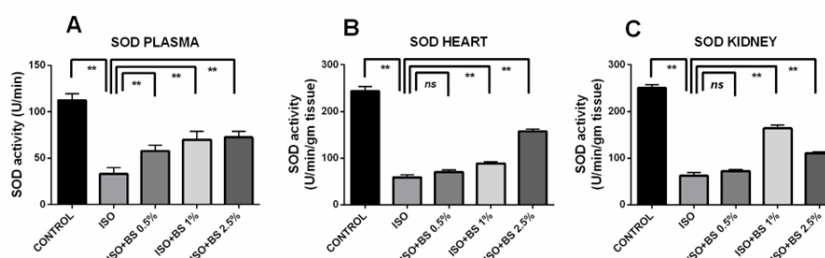 A
SOD PLASMA
SOD activity (U/min)
150
100
50
0
**
**
**
**
CONTROL
ISO
ISO+BS 0.5%
ISO+BS 1%
ISO+BS 2.5%
B
SOD HEART
SOD activity
(U/min/gm tissue)
300
200
100
0
**
ns
**
**
CONTROL
ISO
ISO+BS 0.5%
ISO+BS 1%
ISO+BS 2.5%
C
SOD KIDNEY
SOD activity
(U/min/gm tissue)
300
200
100
0
**
ns
**
**
CONTROL
ISO
ISO+BS 0.5%
ISO+BS 1%
ISO+BS 2.5%